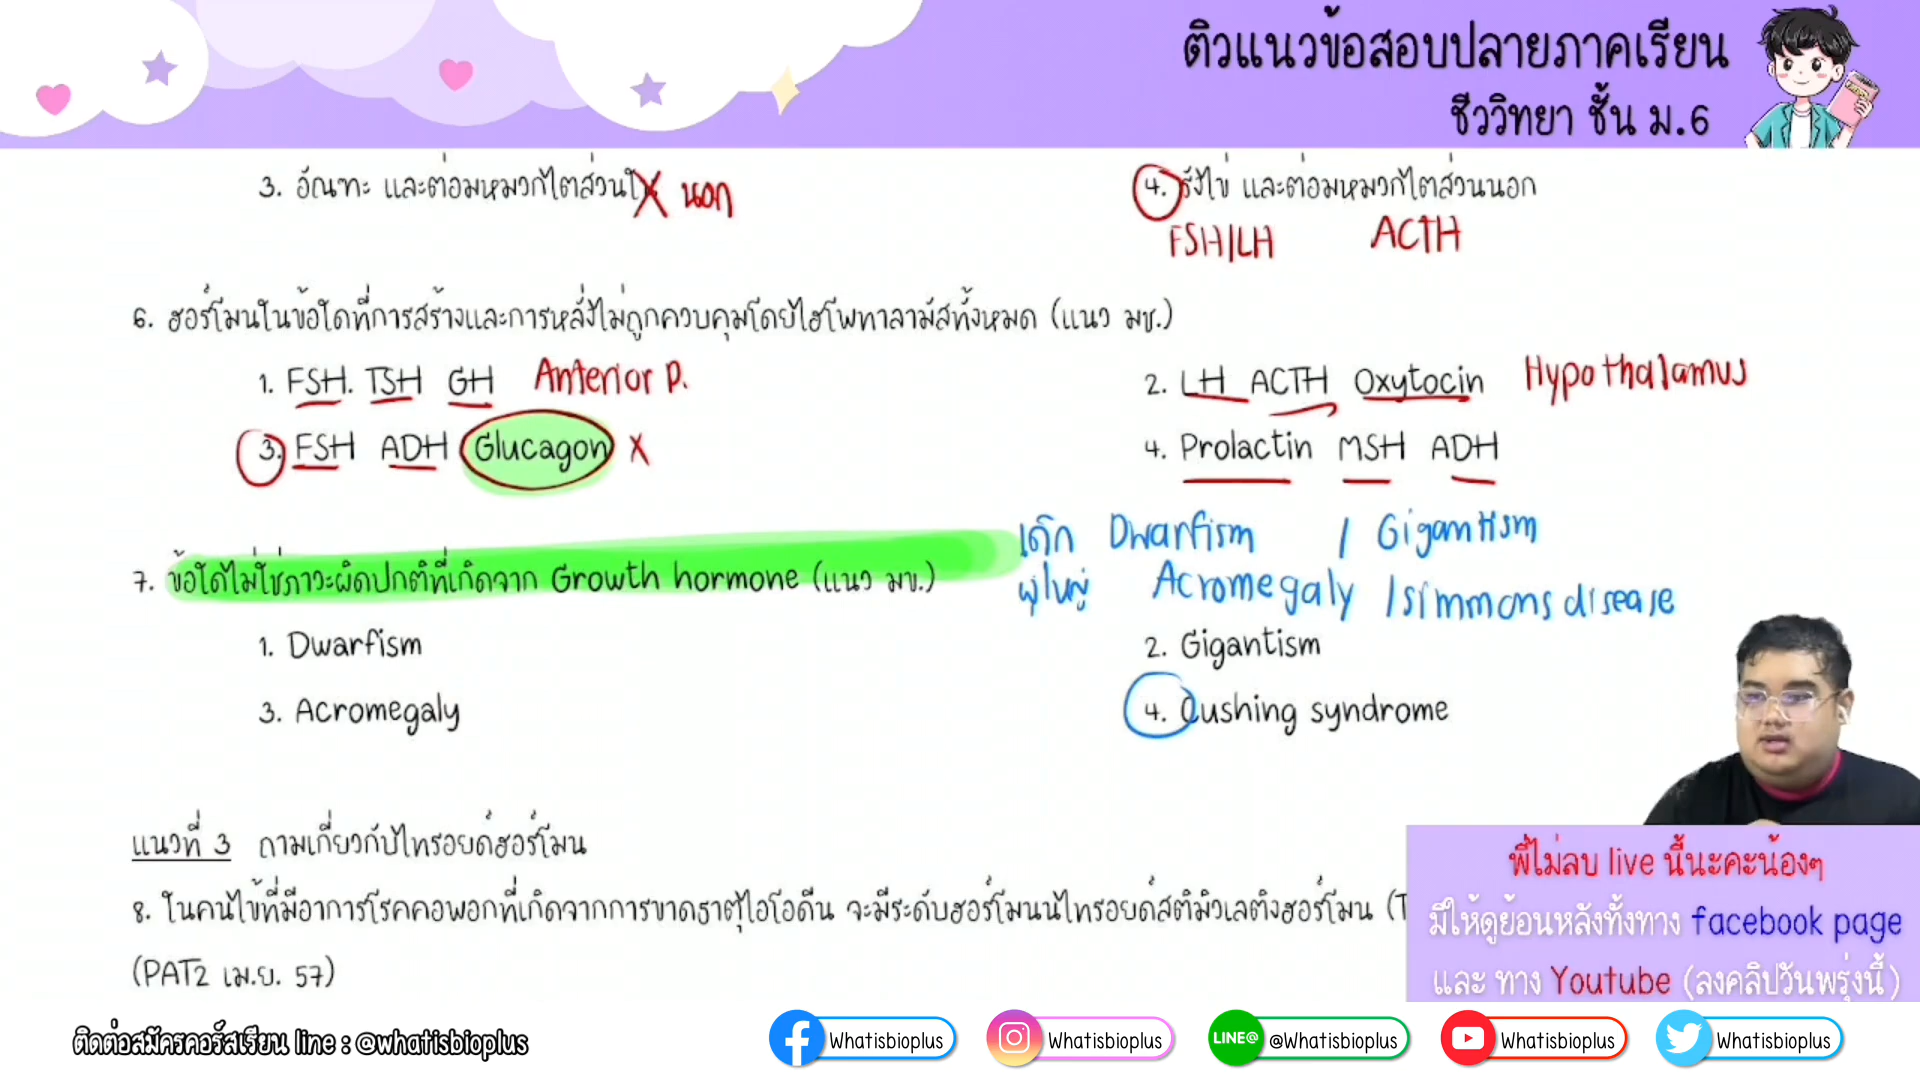 ติวแนวข้อสอบปลายภาคเรียน
ชีววิทยา ชั้น ม.6
3. อัณฑะ และต่อมหมวกไตส่วนใ X นอก
4. รังไข่ และต่อมหมวกไตส่วนนอก
FSH/LH ACTH
6. ฮอร์โมนในข้อใดที่การสร้างและการหลั่งไม่ถูกควบคุมโดยไฮโพทาลามัสทั้งหมด (แนว มช.)
1. FSH. TSH GH Anterior P.
2. LH ACTH Oxytocin Hypothalamus
3. FSH ADH Glucagon X
4. Prolactin MSH ADH
เด็ก Dwarfism / Gigantism
7. ข้อใดไม่ใช่ภาวะผิดปกติที่เกิดจาก Growth hormone (แนว มข.)
ผู้ใหญ่ Acromegaly / simmons disease
1. Dwarfism
2. Gigantism
3. Acromegaly
4. Cushing syndrome
แนวที่ 3 ถามเกี่ยวกับไทรอยด์ฮอร์โมน
8. ในคนไข้ที่มีอาการโรคคอพอกที่เกิดจากการขาดธาตุไอโอดีน จะมีระดับฮอร์โมนนไทรอยด์สติมิวเลติงฮอร์โมน (T
(PAT2 เม.ย. 57)
พี่ไม่ลบ live นี้นะคะน้องๆ
มีให้ดูย้อนหลังทั้งทาง facebook page
และ ทาง Youtube (ลงคลิปวันพรุ่งนี้)
ติดต่อสมัครคอร์สเรียน line : @whatisbioplus
Whatisbioplus
Whatisbioplus
LINE@ @Whatisbioplus
Whatisbioplus
Whatisbioplus